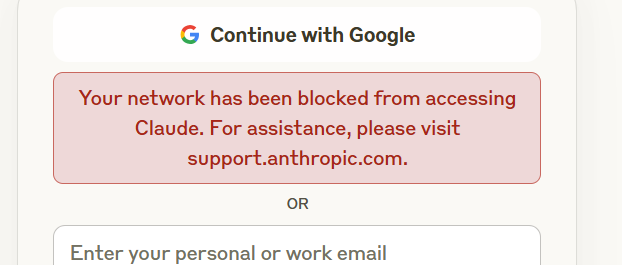 Continue with Google
Your network has been blocked from accessing
Claude. For assistance, please visit
support.anthropic.com.
OR
Enter your personal or work email